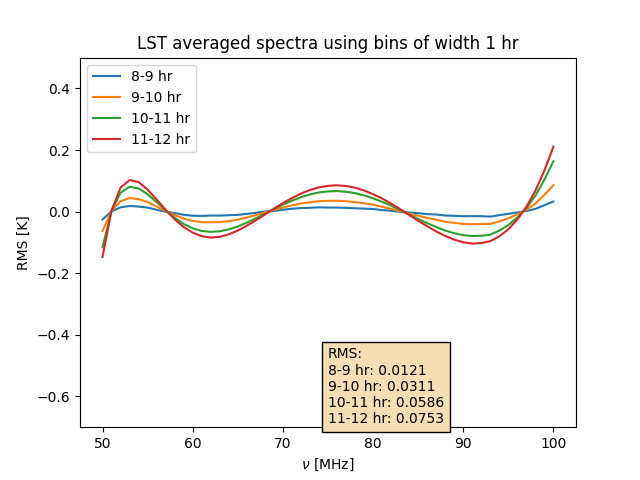 LST averaged spectra using bins of width 1 hr
8-9 hr
9-10 hr
10-11 hr
11-12 hr
0.4
0.2
0.0
−0.2
−0.4
−0.6
RMS [K]
RMS:
8-9 hr: 0.0121
9-10 hr: 0.0311
10-11 hr: 0.0586
11-12 hr: 0.0753
50 60 70 80 90 100
ν [MHz]